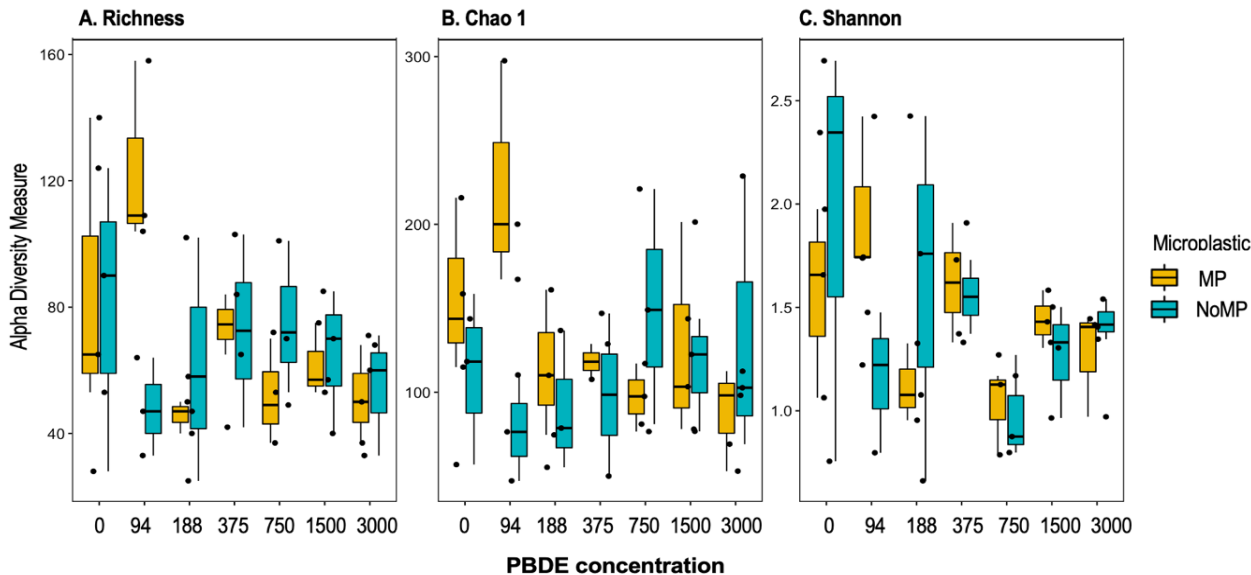 A. Richness
B. Chao 1
C. Shannon
Alpha Diversity Measure
160
120
80
40
300
200
100
2.5
2.0
1.5
1.0
0 94 188 375 750 1500 3000
0 94 188 375 750 1500 3000
0 94 188 375 750 1500 3000
PBDE concentration
Microplastic
MP
NoMP